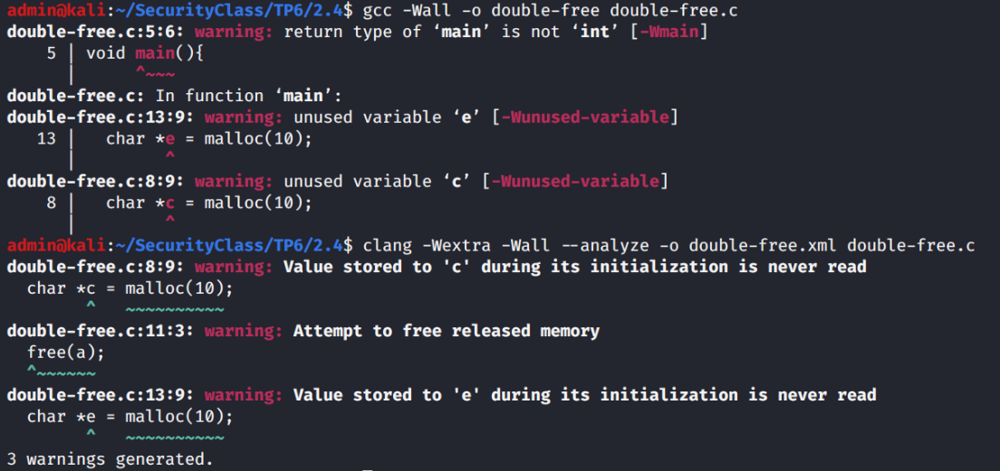 admin@kali:~/SecurityClass/TP6/2.4$ gcc -Wall -o double-free double-free.c
double-free.c:5:6: warning: return type of ‘main’ is not ‘int’ [-Wmain]
    5 | void main(){
      |      ^~~~
double-free.c: In function ‘main’:
double-free.c:13:9: warning: unused variable ‘e’ [-Wunused-variable]
   13 |   char *e = malloc(10);
      |         ^
double-free.c:8:9: warning: unused variable ‘c’ [-Wunused-variable]
    8 |   char *c = malloc(10);
      |         ^
admin@kali:~/SecurityClass/TP6/2.4$ clang -Wextra -Wall --analyze -o double-free.xml double-free.c
double-free.c:8:9: warning: Value stored to 'c' during its initialization is never read
  char *c = malloc(10);
        ^   ~~~~~~~~~~
double-free.c:11:3: warning: Attempt to free released memory
  free(a);
  ^~~~~~~
double-free.c:13:9: warning: Value stored to 'e' during its initialization is never read
  char *e = malloc(10);
        ^   ~~~~~~~~~~
3 warnings generated.